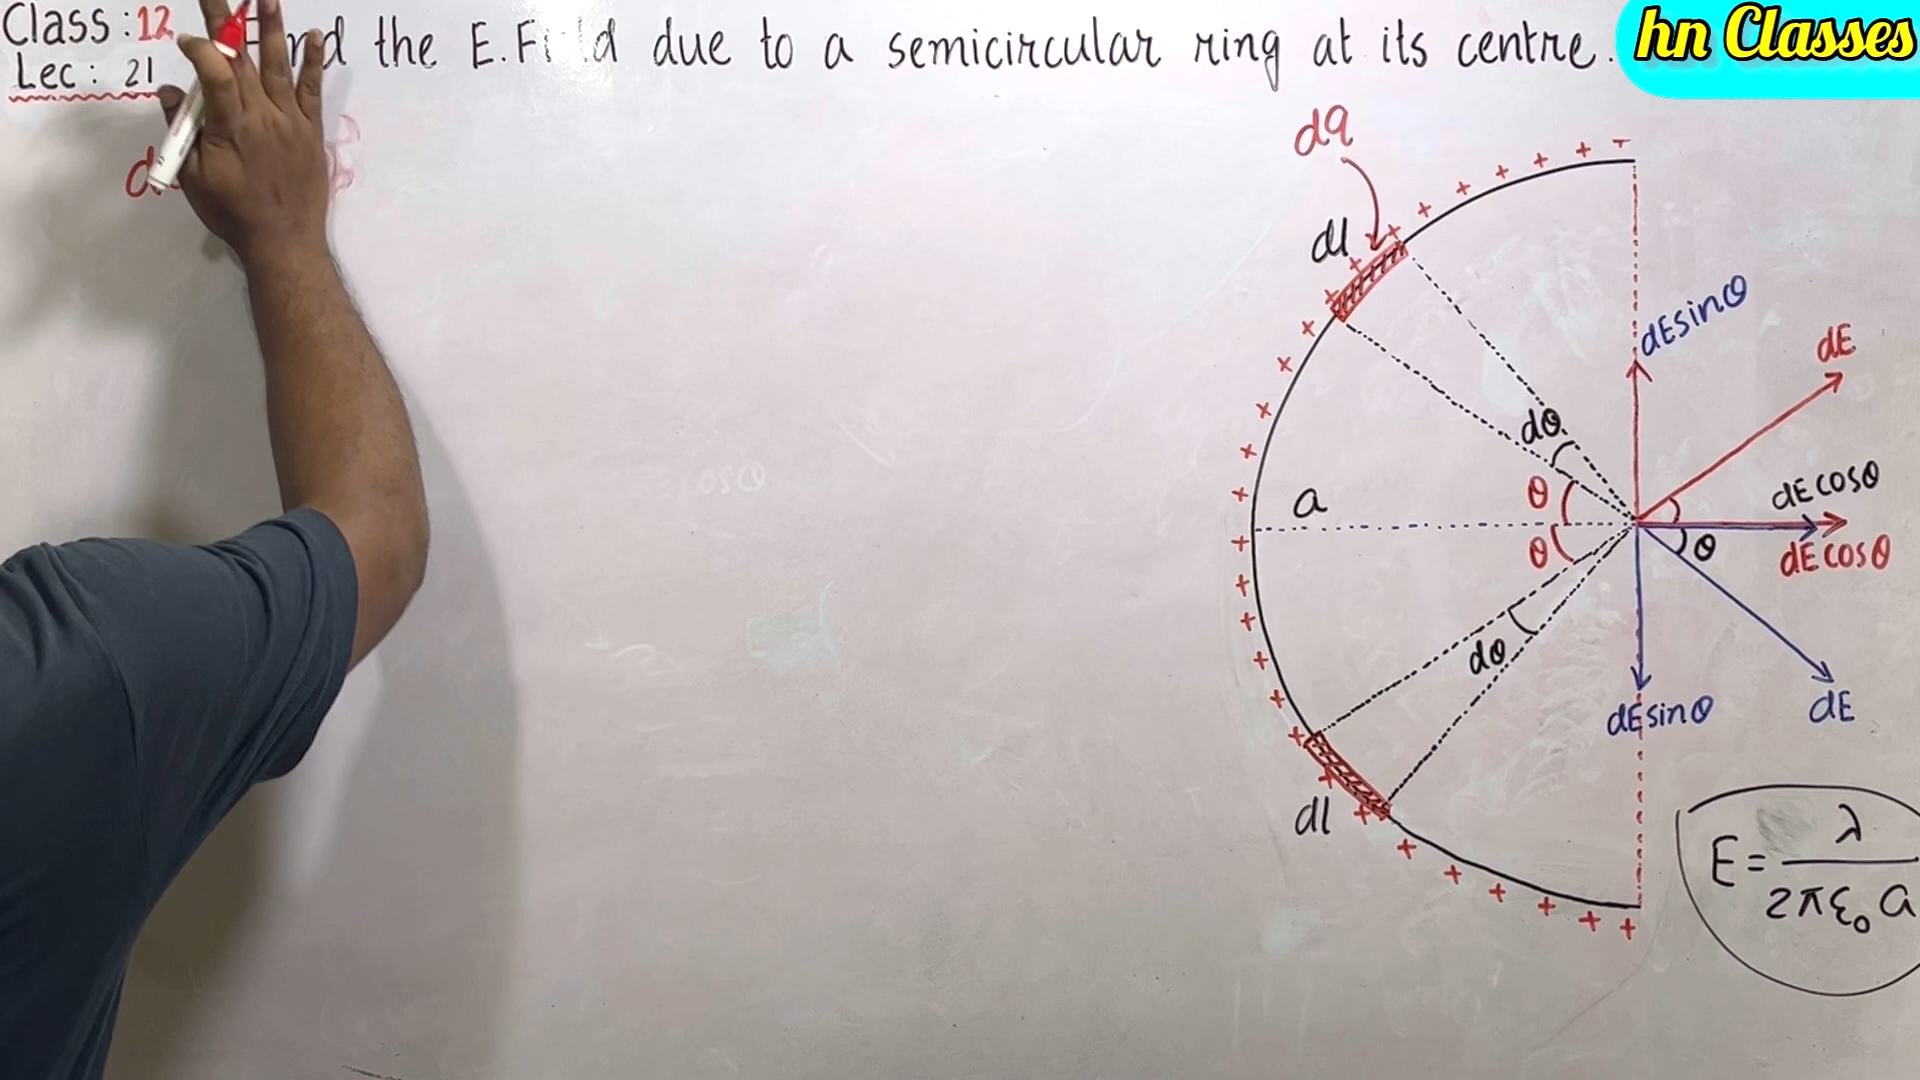 Class : 12
Lec : 21
the E. due to a semicircular ring at its centre.
hn Classes
dq
dl
dEsinθ
dE
dθ
dEcosθ
θ
a
dEcosθ
θ
θ
dθ
dEsinθ
dE
dl
E = λ
2πε₀a